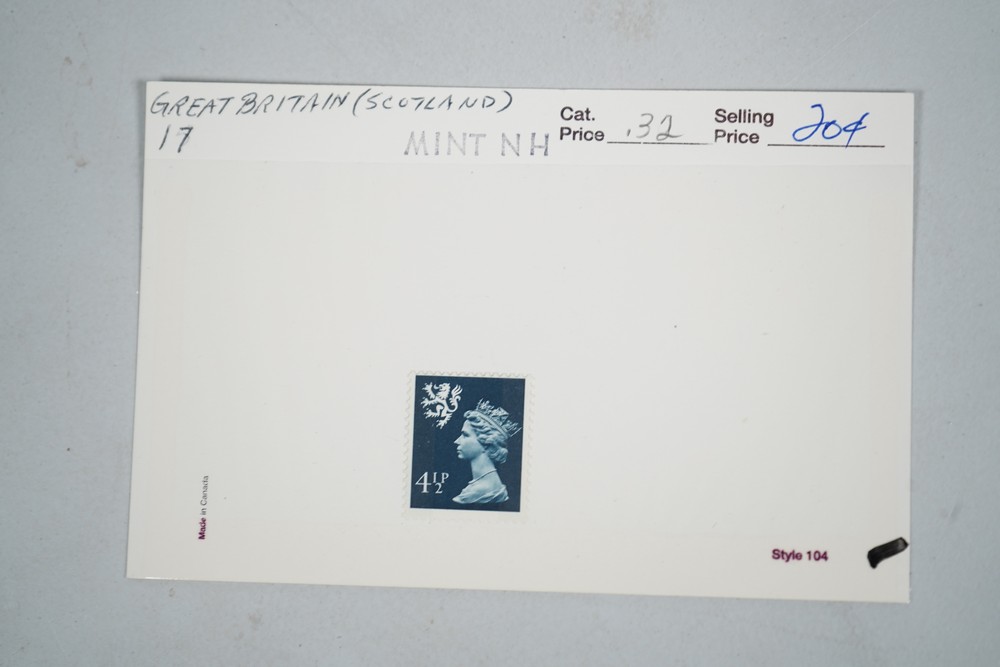 GREAT BRITAIN (SCOTLAND)
17
MINT NH
Cat.
Price .32
Selling
Price 20¢
4½P
Made in Canada
Style 104